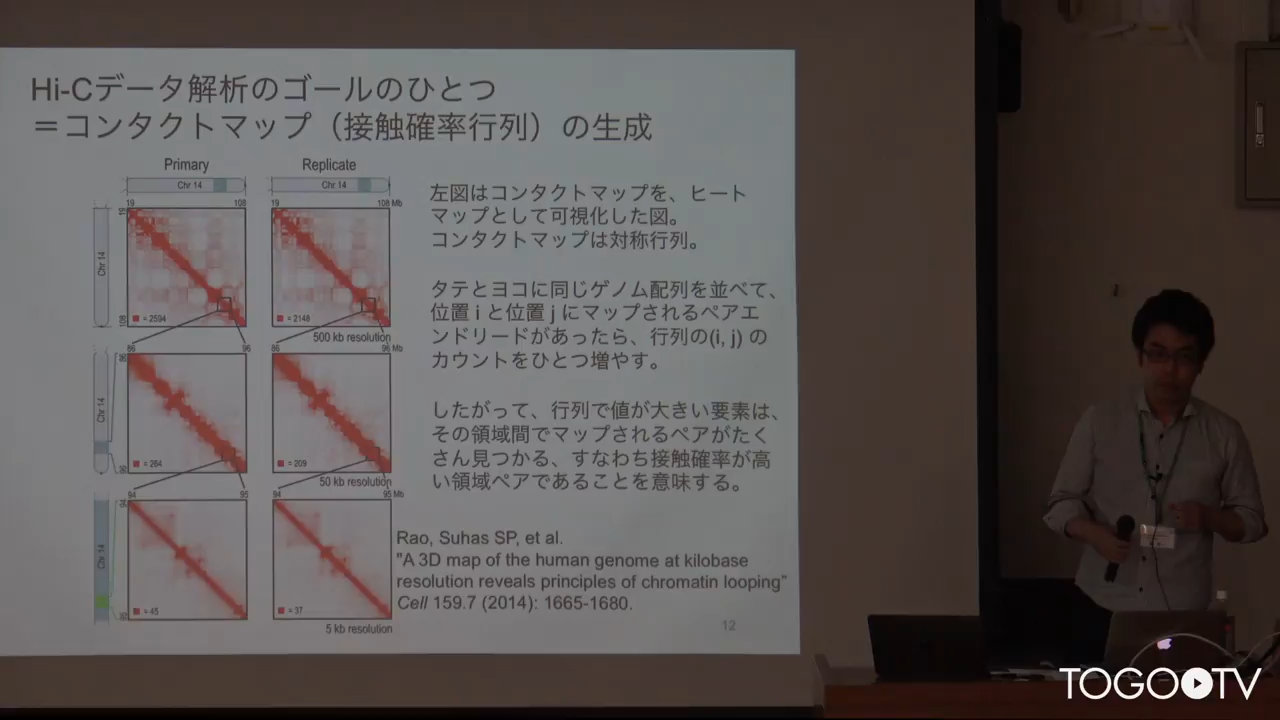 Hi-Cデータ解析のゴールのひとつ
＝コンタクトマップ（接触確率行列）の生成
Primary
Replicate
Chr 14
Chr 14
19
108
19
108 Mb
19
Chr 14
108
= 2594
= 2148
500 kb resolution
86
96
86
96 Mb
86
Chr 14
96
= 264
= 209
50 kb resolution
94
95
94
95 Mb
94
Chr 14
95
= 45
= 37
5 kb resolution
左図はコンタクトマップを、ヒート
マップとして可視化した図。
コンタクトマップは対称行列。
タテとヨコに同じゲノム配列を並べて、
位置 i と位置 j にマップされるペアエ
ンドリードがあったら、行列の(i, j) の
カウントをひとつ増やす。
したがって、行列で値が大きい要素は、
その領域間でマップされるペアがたく
さん見つかる、すなわち接触確率が高
い領域ペアであることを意味する。
Rao, Suhas SP, et al.
"A 3D map of the human genome at kilobase
resolution reveals principles of chromatin looping"
Cell 159.7 (2014): 1665-1680.
12
TOGOTV